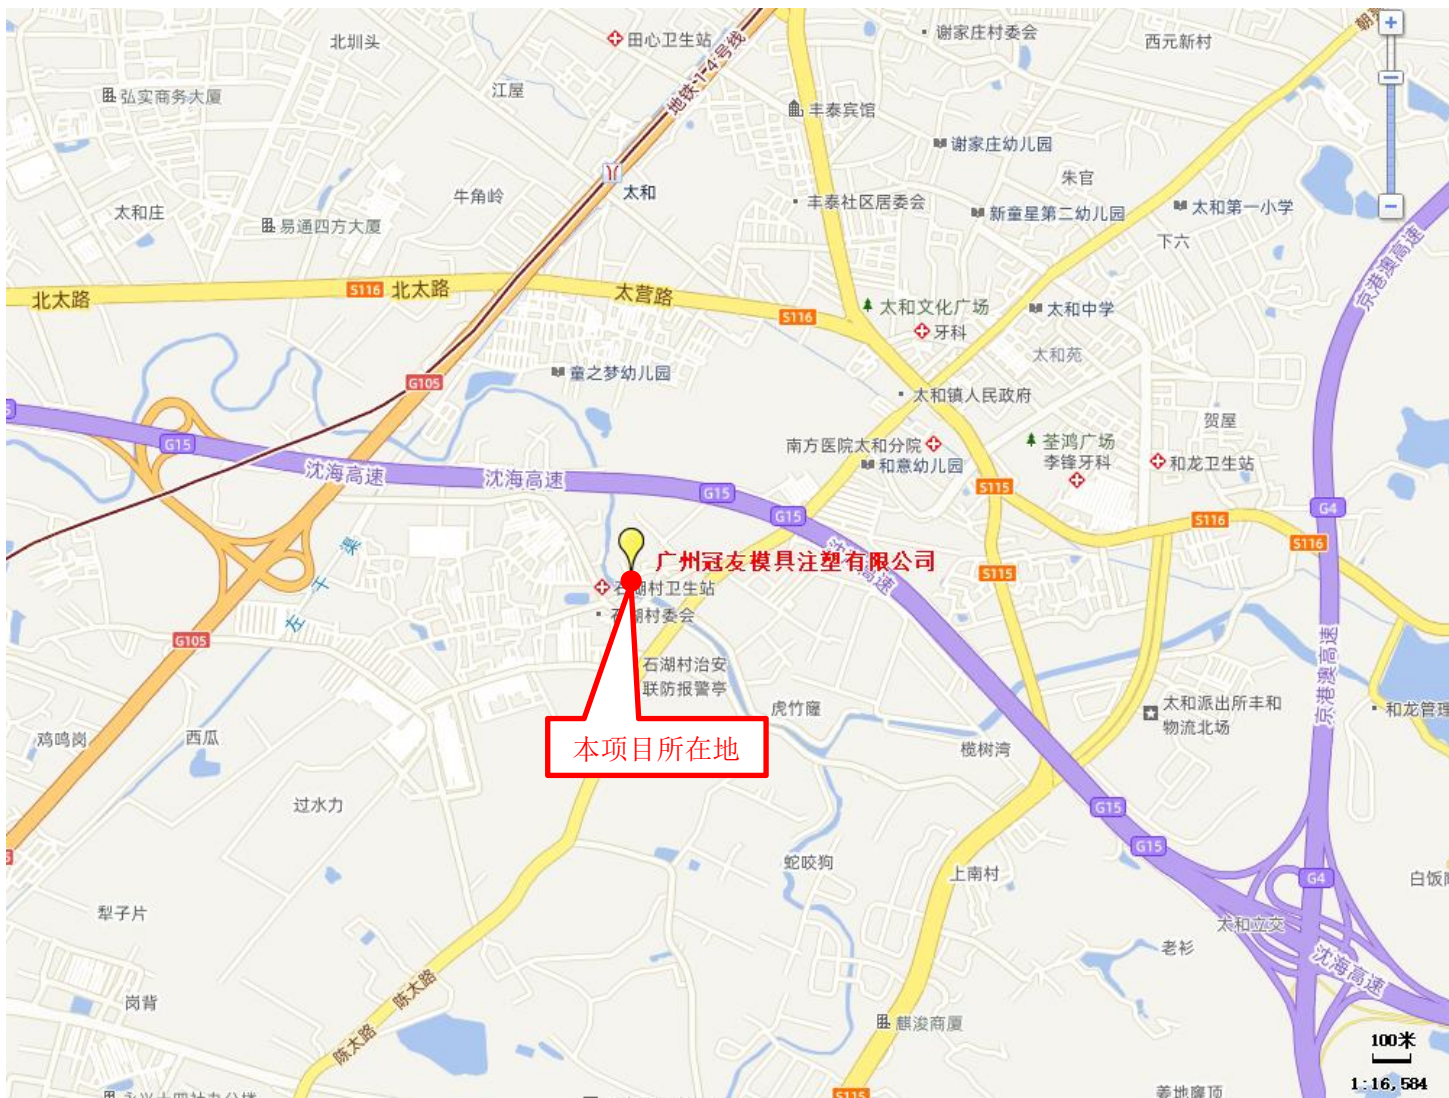 北圳头
田心卫生站
谢家庄村委会
西元新村
地铁1-4号线
江屋
弘实商务大厦
丰泰宾馆
谢家庄幼儿园
朱官
太和
牛角岭
丰泰社区居委会
新童星第二幼儿园
太和第一小学
太和庄
易通四方大厦
下六
京港澳高速
北太路
S116
北太路
太营路
S116
太和文化广场
太和中学
牙科
太和苑
童之梦幼儿园
G105
太和镇人民政府
贺屋
G15
南方医院太和分院
荃鸿广场
和意幼儿园
李锋牙科
和龙卫生站
沈海高速
沈海高速
G15
S115
G15
G4
S116
S116
左干渠
广州冠友模具注塑有限公司
沈海高速
S115
石湖村卫生站
石湖村委会
G105
石湖村治安
联防报警亭
京港澳高速
虎竹窿
太和派出所丰和
物流北场
和龙管理
鸡鸣岗
西瓜
本项目所在地
榄树湾
过水力
G15
G15
蛇咬狗
上南村
G4
白饭
犁子片
太和立交
老衫
沈海高速
岗背
陈太路
陈太路
麒浚商厦
100米
1:16,584
S115